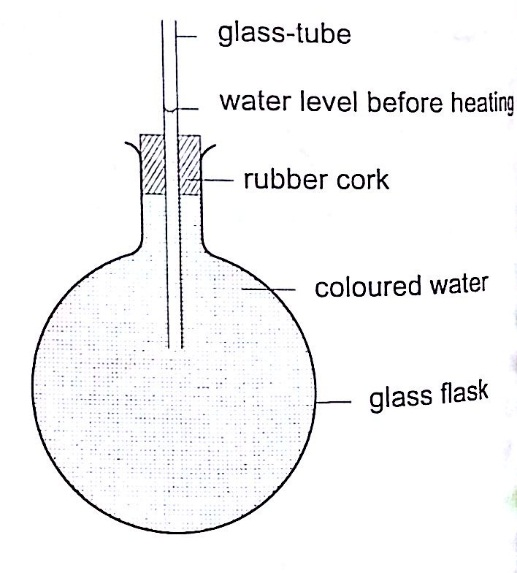 glass-tube
water level before heating
rubber cork
coloured water
glass flask